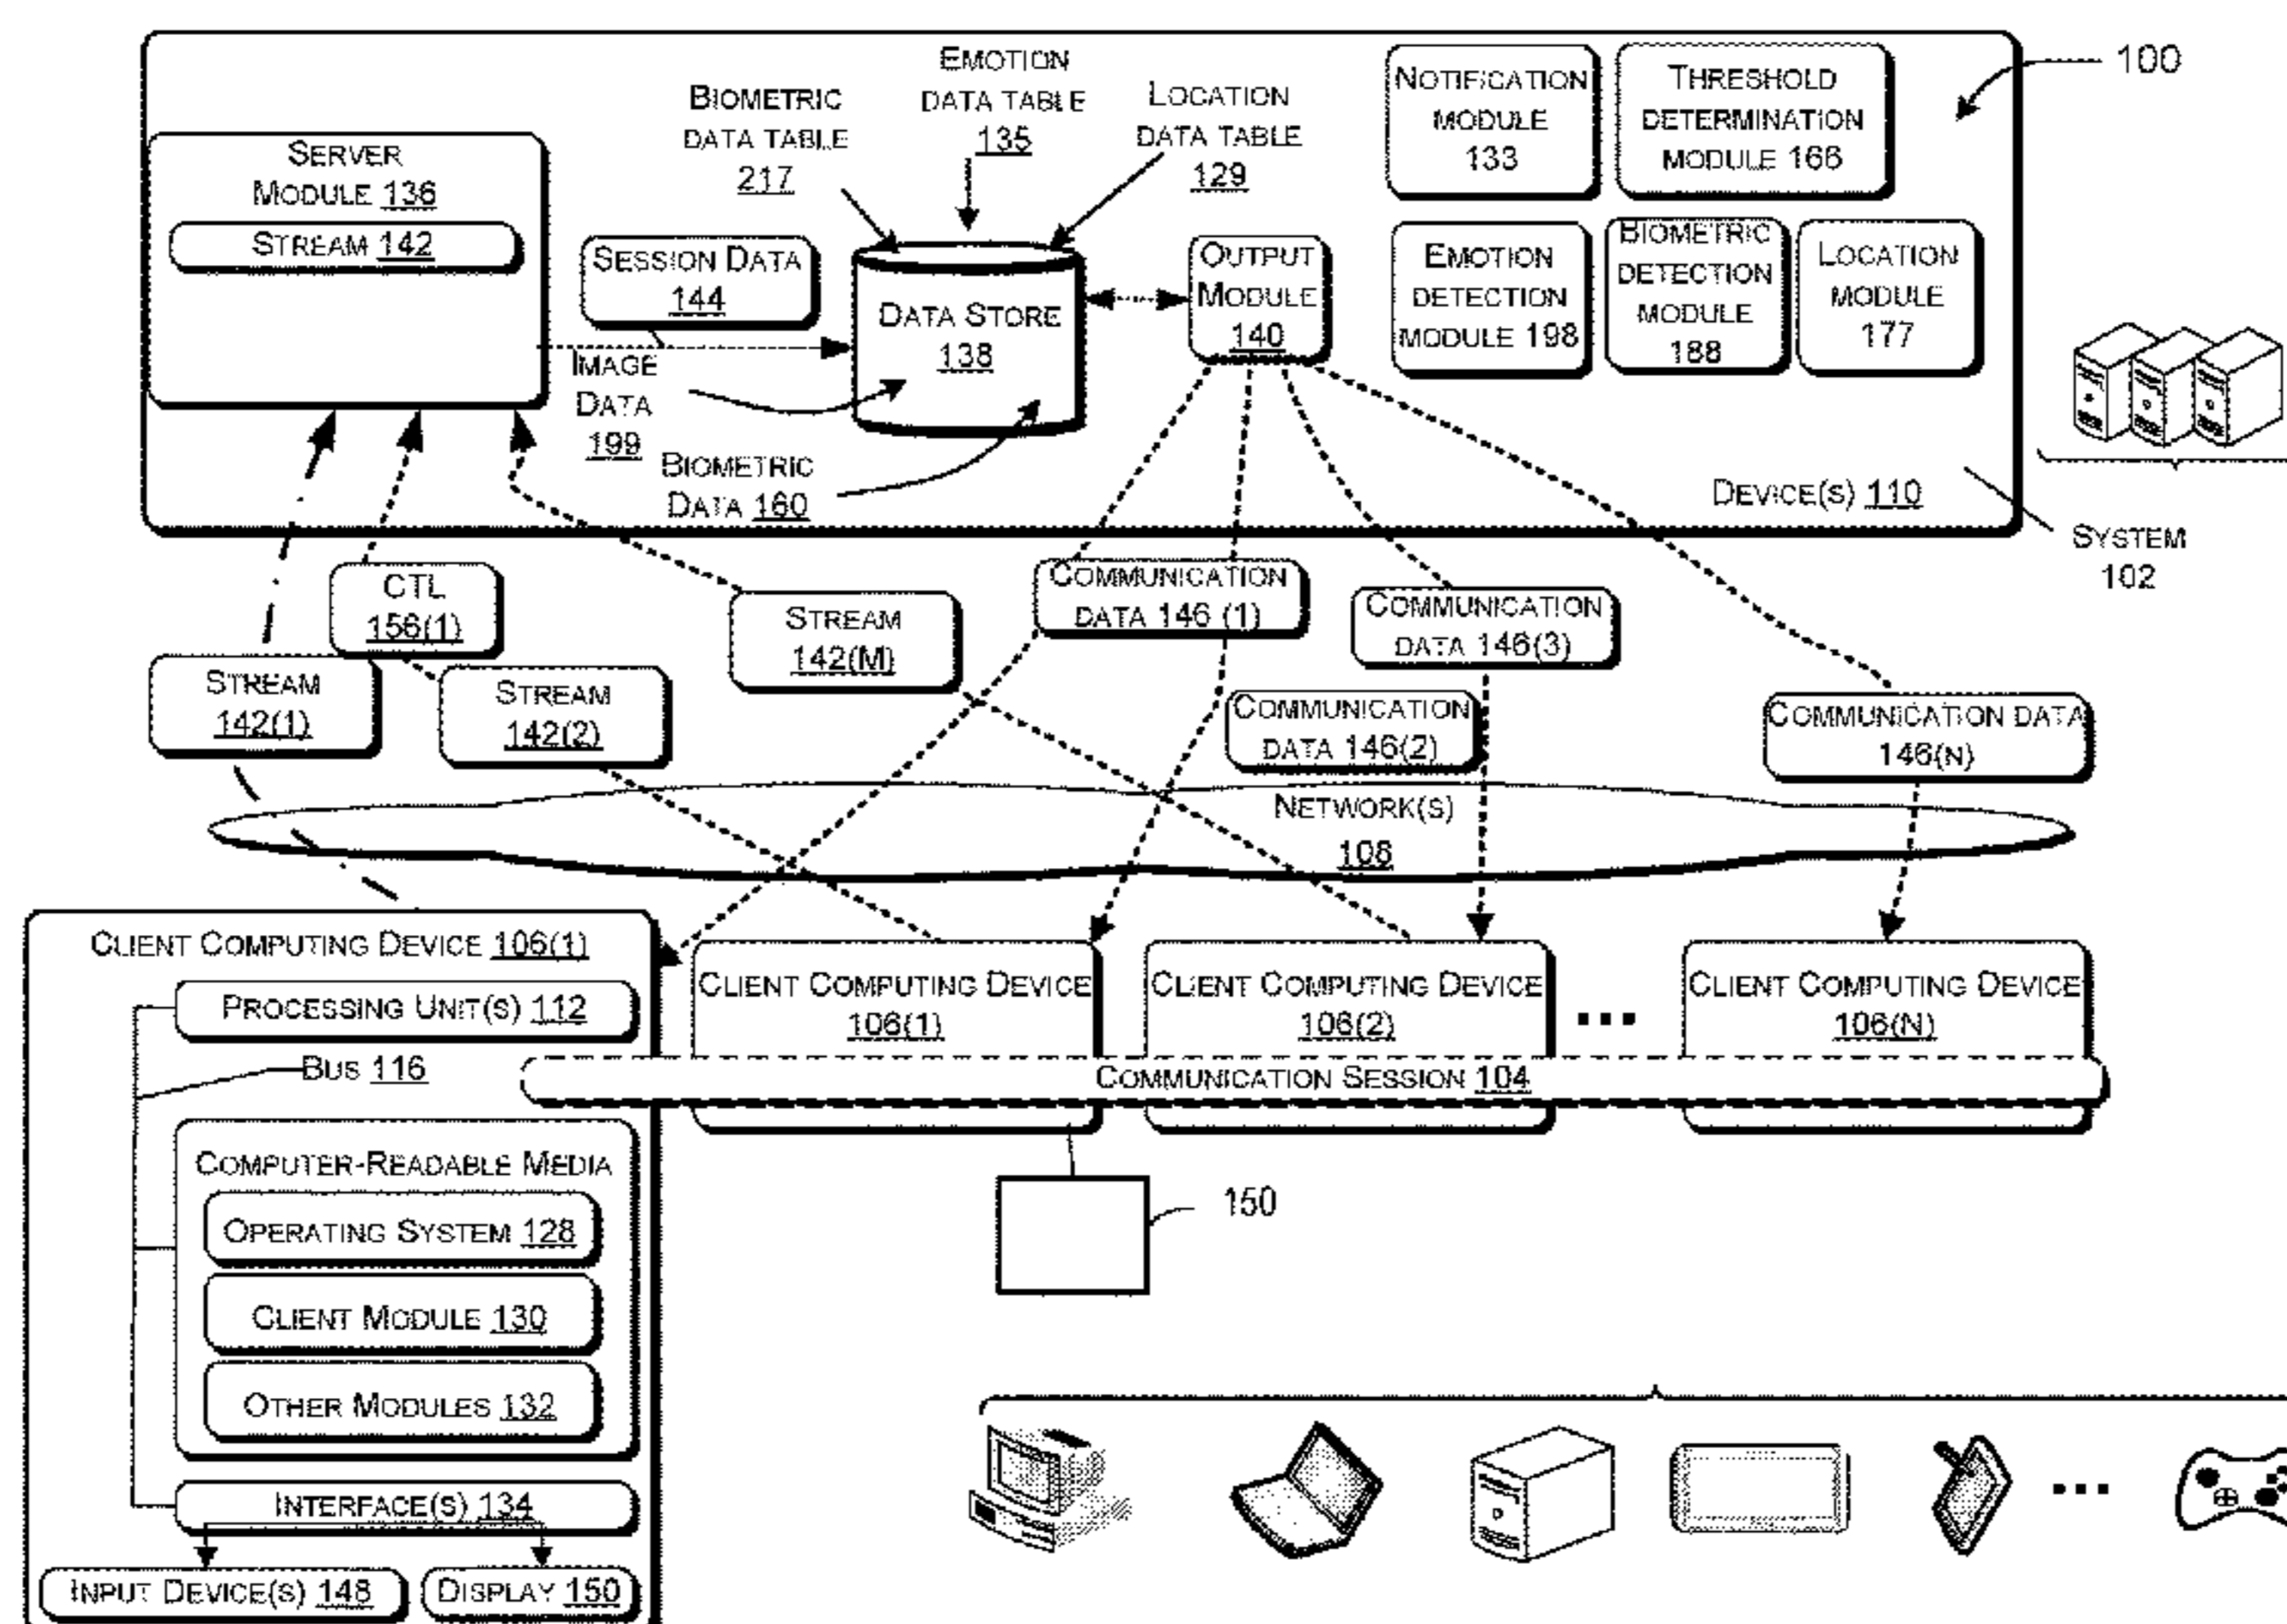 100
SERVER
MODULE 136
STREAM 142
BIOMETRIC
DATA TABLE
217
EMOTION
DATA TABLE
135
LOCATION
DATA TABLE
129
NOTIFICATION
MODULE
133
THRESHOLD
DETERMINATION
MODULE 166
SESSION DATA
144
DATA STORE
138
OUTPUT
MODULE
140
EMOTION
DETECTION
MODULE 198
BIOMETRIC
DETECTION
MODULE
188
LOCATION
MODULE
177
IMAGE
DATA
199
BIOMETRIC
DATA 160
DEVICE(S) 110
SYSTEM
102
CTL
156(1)
STREAM
142(1)
STREAM
142(2)
STREAM
142(M)
COMMUNICATION
DATA 146 (1)
COMMUNICATION
DATA 146(3)
COMMUNICATION
DATA 146(2)
COMMUNICATION DATA
146(N)
NETWORK(S)
108
CLIENT COMPUTING DEVICE 106(1)
PROCESSING UNIT(S) 112
BUS 116
COMPUTER-READABLE MEDIA
OPERATING SYSTEM 128
CLIENT MODULE 130
OTHER MODULES 132
INTERFACE(S) 134
INPUT DEVICE(S) 148
DISPLAY 150
CLIENT COMPUTING DEVICE
106(1)
CLIENT COMPUTING DEVICE
106(2)
...
CLIENT COMPUTING DEVICE
106(N)
COMMUNICATION SESSION 104
150
...